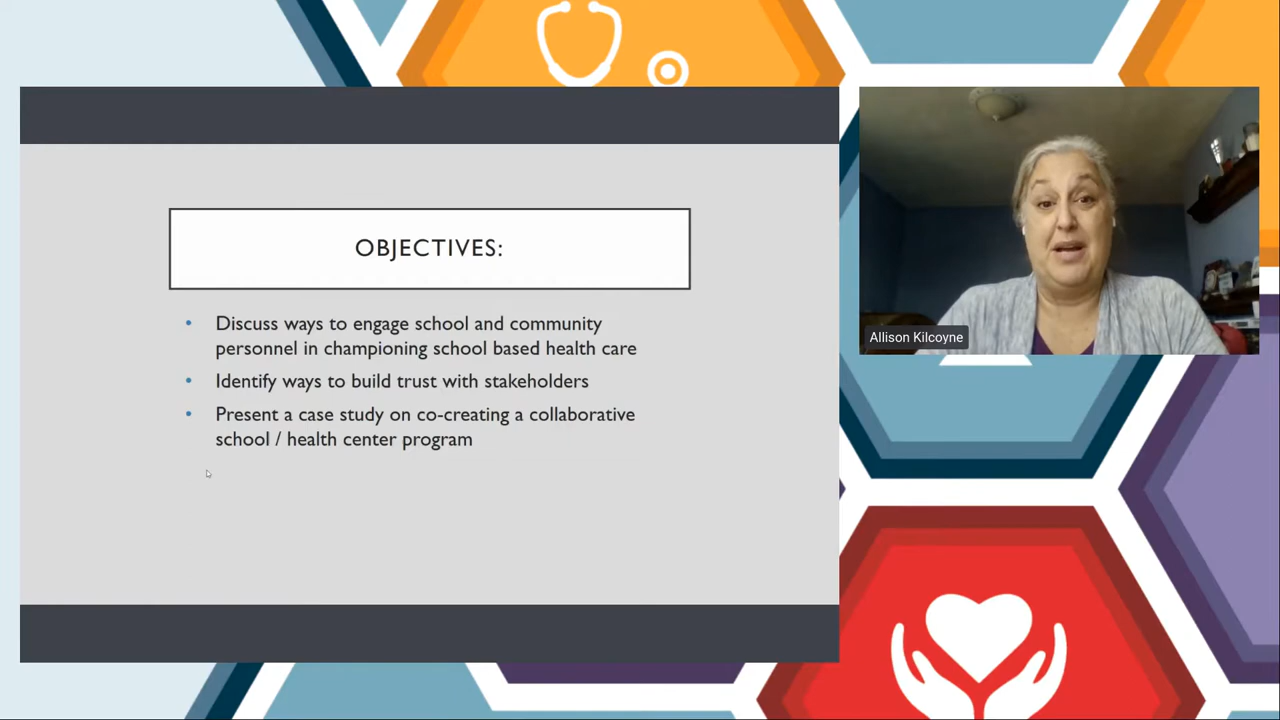 OBJECTIVES:
• Discuss ways to engage school and community
personnel in championing school based health care
• Identify ways to build trust with stakeholders
• Present a case study on co-creating a collaborative
school / health center program
Allison Kilcoyne